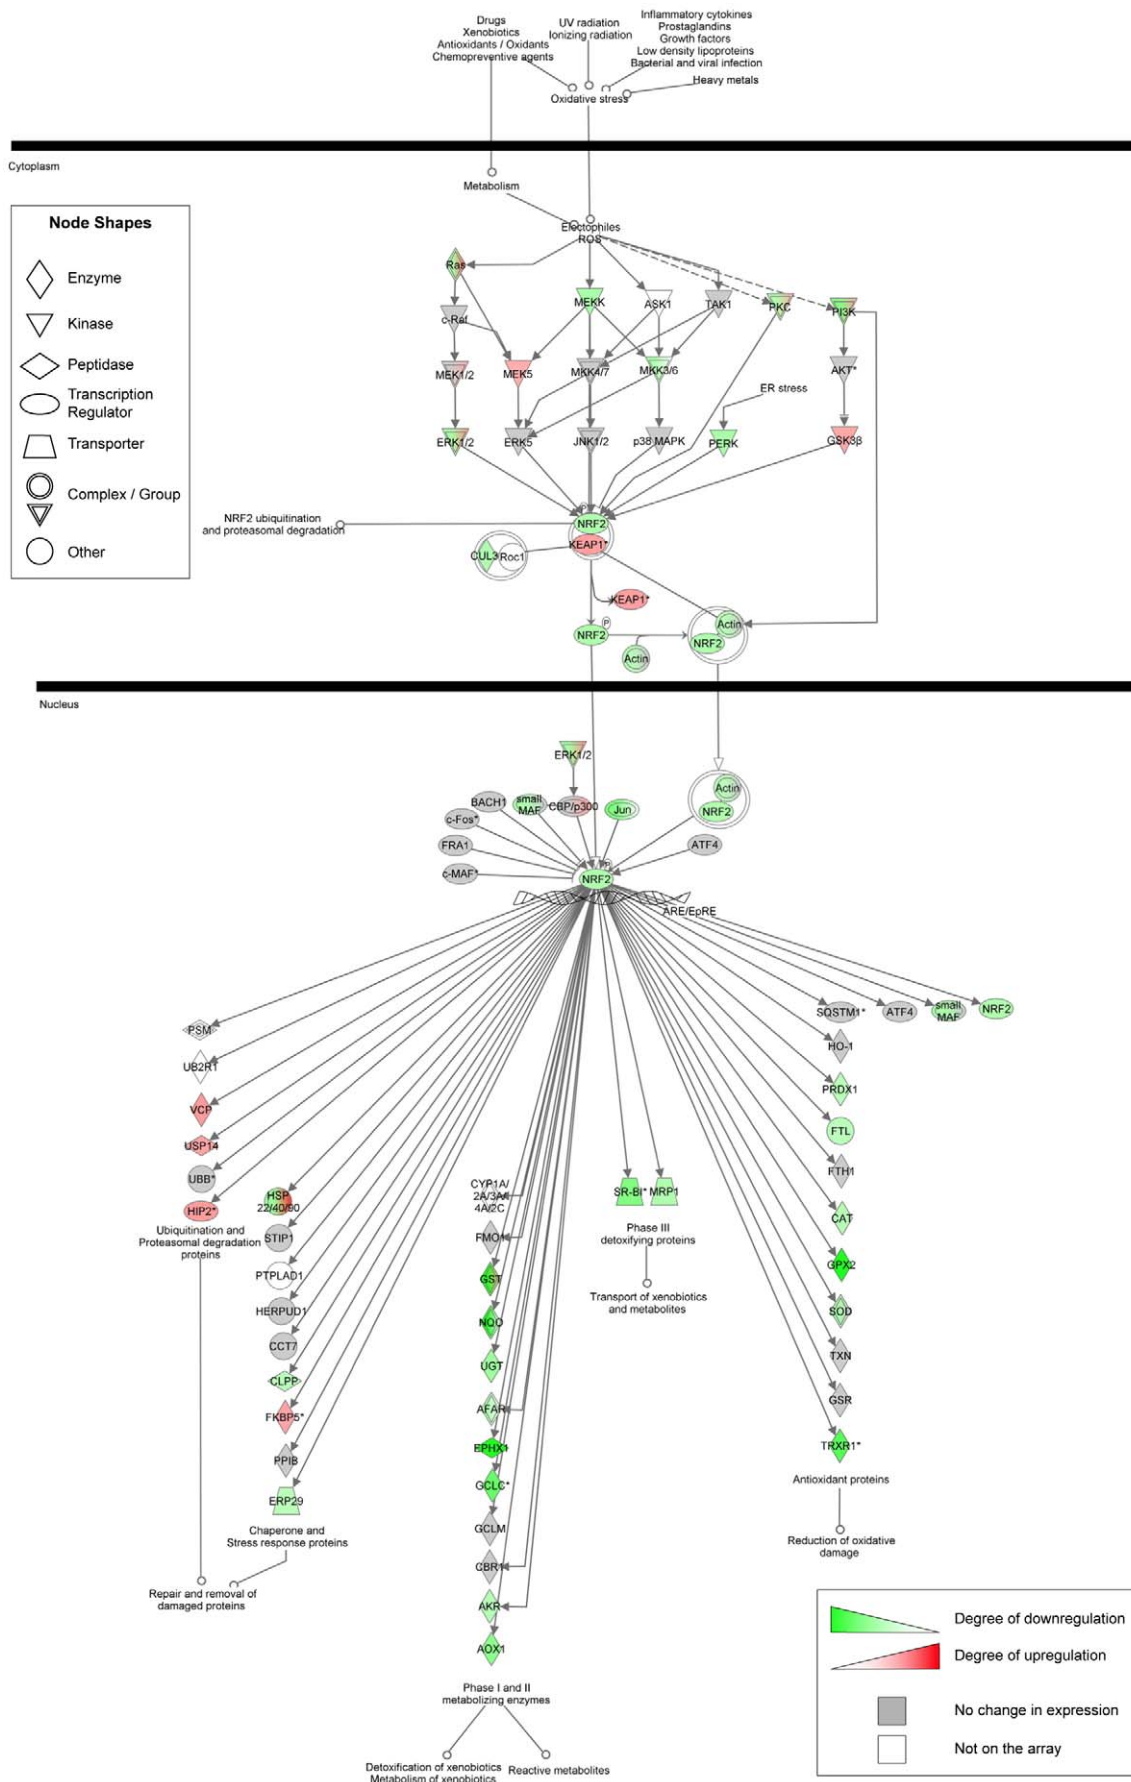 Drugs
Xenobiotics
Antioxidants / Oxidants
Chemopreventive agents
UV radiation
Ionizing radiation
Inflammatory cytokines
Prostaglandins
Growth factors
Low density lipoproteins
Bacterial and viral infection
Heavy metals
Oxidative stress
Cytoplasm
Metabolism
Electophiles
ROS
Node Shapes
Enzyme
Kinase
Peptidase
Transcription
Regulator
Transporter
Complex / Group
Other
Ras
MEKK
ASK1
TAK1
PKC
PI3K
c-Raf
MEK1/2
MEK5
MKK4/7
MKK3/6
AKT*
ER stress
ERK1/2
ERK5
JNK1/2
p38 MAPK
PERK
GSK3β
NRF2 ubiquitination
and proteasomal degradation
P
NRF2
KEAP1*
CUL3
Roc1
KEAP1*
NRF2
P
Actin
Actin
NRF2
Nucleus
ERK1/2
BACH1
small
MAF
CBP/p300
Jun
Actin
NRF2
c-Fos*
FRA1
ATF4
c-MAF*
P
NRF2
ARE/EpRE
PSM
UB2R1
VCP
USP14
UBB*
HIP2*
Ubiquitination and
Proteasomal degradation
proteins
HSP
22/40/90
STIP1
PTPLAD1
HERPUD1
CCT7
CLPP
FKBP5*
PPIB
ERP29
Chaperone and
Stress response proteins
Repair and removal of
damaged proteins
CYP1A/
2A/3A/
4A/2C
FMO1
GST
NQO
UGT
AFAR
EPHX1
GCLC*
GCLM
CBR1
AKR
AOX1
Phase I and II
metabolizing enzymes
Detoxification of xenobiotics
Metabolism of xenobiotics
Reactive metabolites
SR-BI*
MRP1
Phase III
detoxifying proteins
Transport of xenobiotics
and metabolites
SQSTM1*
ATF4
small
MAF
NRF2
HO-1
PRDX1
FTL
FTH1
CAT
GPX2
SOD
TXN
GSR
TRXR1*
Antioxidant proteins
Reduction of oxidative
damage
Degree of downregulation
Degree of upregulation
No change in expression
Not on the array